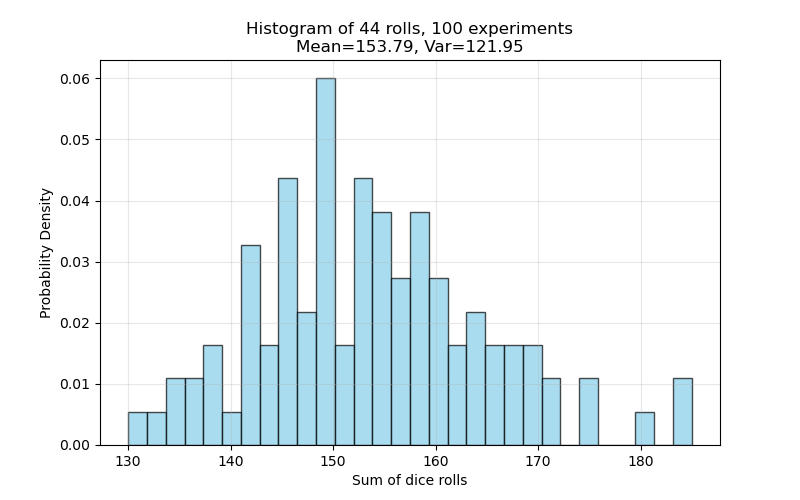 Histogram of 44 rolls, 100 experiments
Mean=153.79, Var=121.95
0.06
0.05
0.04
0.03
0.02
0.01
0.00
Probability Density
130 140 150 160 170 180
Sum of dice rolls